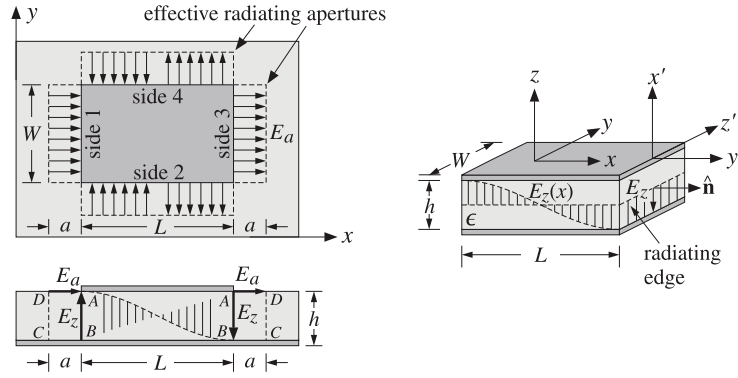 y
effective radiating apertures
side 4
W
side 1
side 3
E_a
side 2
a
L
a
x
E_a
E_a
D
A
A
D
E_z
E_z
h
C
B
B
C
a
L
a
z
x′
y
z′
W
x
y
E_z(x)
E_z
n̂
h
ϵ
L
radiating
edge